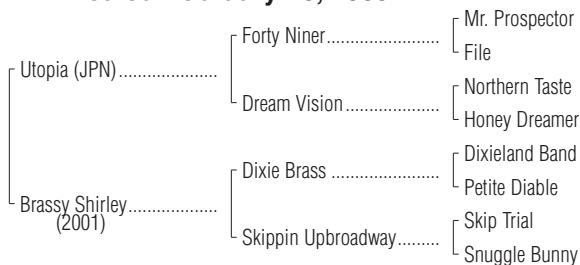 Mr. Prospector
Forty Niner
File
Utopia (JPN)
Northern Taste
Dream Vision
Honey Dreamer
Dixieland Band
Dixie Brass
Petite Diable
Brassy Shirley
(2001)
Skip Trial
Skippin Upbroadway
Snuggle Bunny